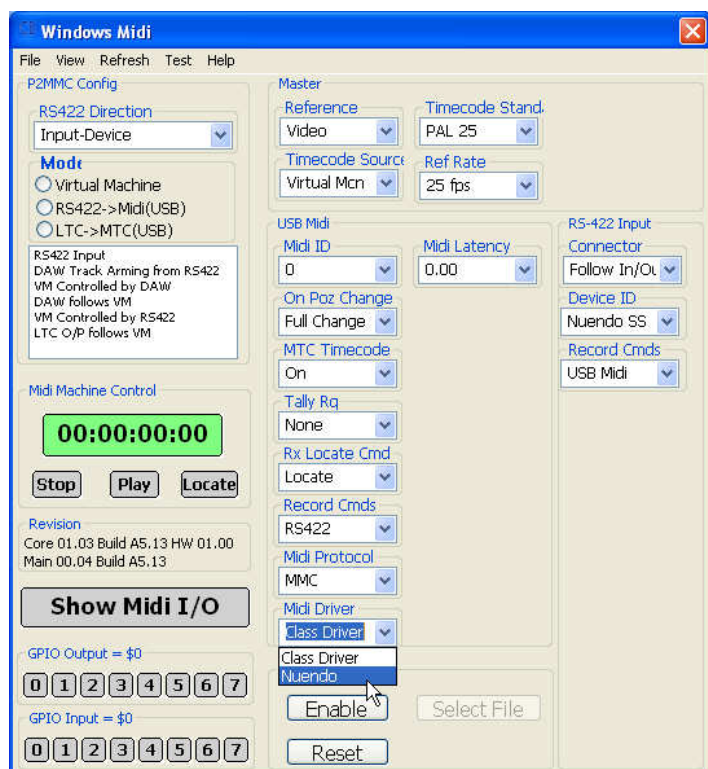 Windows Midi
File View Refresh Test Help
P2MMC Config
RS422 Direction
Input-Device
Mode
Virtual Machine
RS422->Midi(USB)
LTC->MTC(USB)
RS422 Input
DAW Track Arming from RS422
VM Controlled by DAW
DAW follows VM
VM Controlled by RS422
LTC O/P follows VM
Midi Machine Control
00:00:00:00
Stop Play Locate
Revision
Core 01.03 Build A5.13 HW 01.00
Main 00.04 Build A5.13
Show Midi I/O
GPIO Output = $0
0 1 2 3 4 5 6 7
GPIO Input = $0
0 1 2 3 4 5 6 7
Master
Reference
Video
Timecode Stand.
PAL 25
Timecode Source
Virtual Mcn
Ref Rate
25 fps
USB Midi
Midi ID
0
Midi Latency
0.00
On Poz Change
Full Change
MTC Timecode
On
Tally Rq
None
Rx Locate Cmd
Locate
Record Cmds
RS422
Midi Protocol
MMC
Midi Driver
Class Driver
Class Driver
Nuendo
Enable
Select File
Reset
RS-422 Input
Connector
Follow In/Ou
Device ID
Nuendo SS
Record Cmds
USB Midi